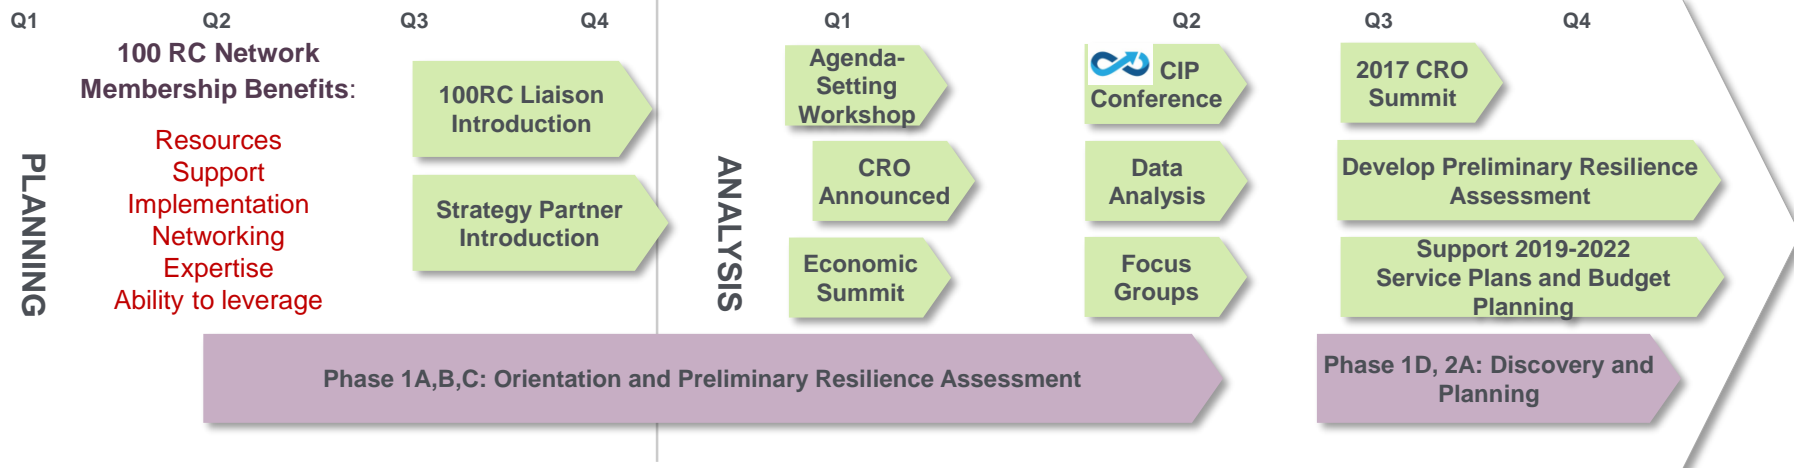 Q1 Q2 Q3 Q4 Q1 Q2 Q3 Q4
PLANNING
100 RC Network
Membership Benefits:
Resources
Support
Implementation
Networking
Expertise
Ability to leverage
100RC Liaison
Introduction
Strategy Partner
Introduction
ANALYSIS
Agenda-
Setting
Workshop
CRO
Announced
Economic
Summit
CIP
Conference
Data
Analysis
Focus
Groups
2017 CRO
Summit
Develop Preliminary Resilience
Assessment
Support 2019-2022
Service Plans and Budget
Planning
Phase 1A,B,C: Orientation and Preliminary Resilience Assessment
Phase 1D, 2A: Discovery and
Planning